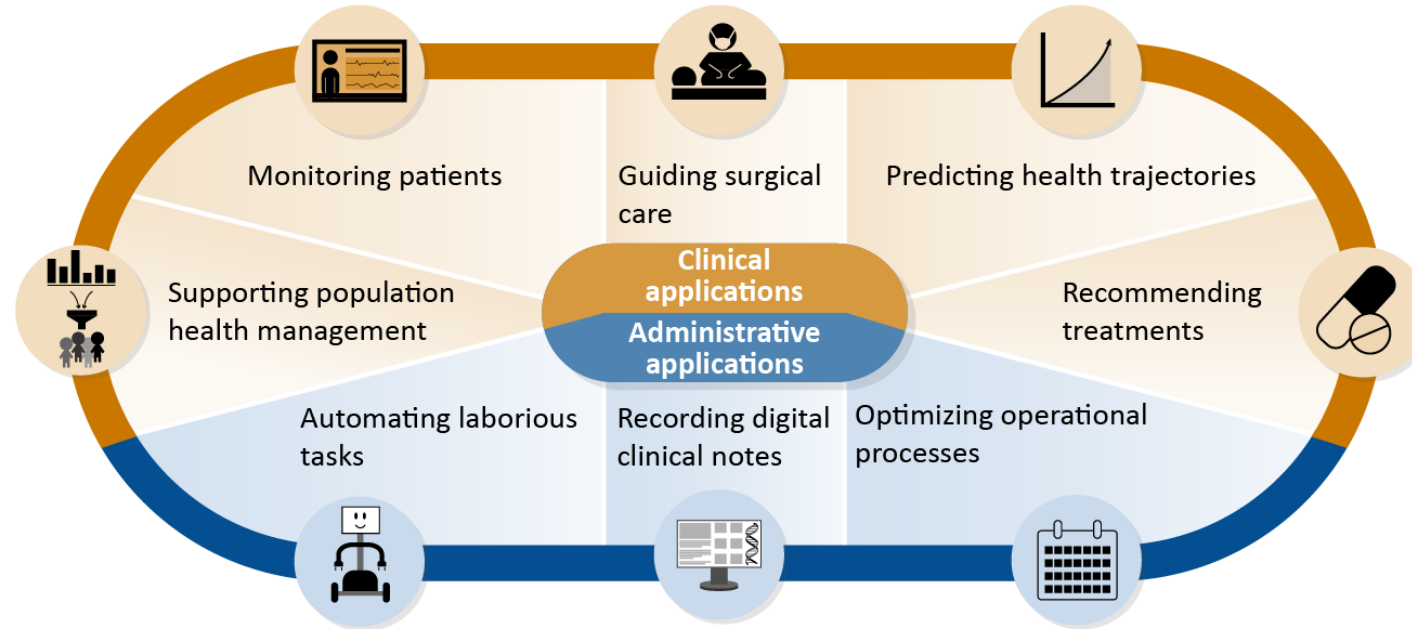 Monitoring patients
Guiding surgical
care
Predicting health trajectories
Supporting population
health management
Clinical
applications
Recommending
treatments
Administrative
applications
Automating laborious
tasks
Recording digital
clinical notes
Optimizing operational
processes